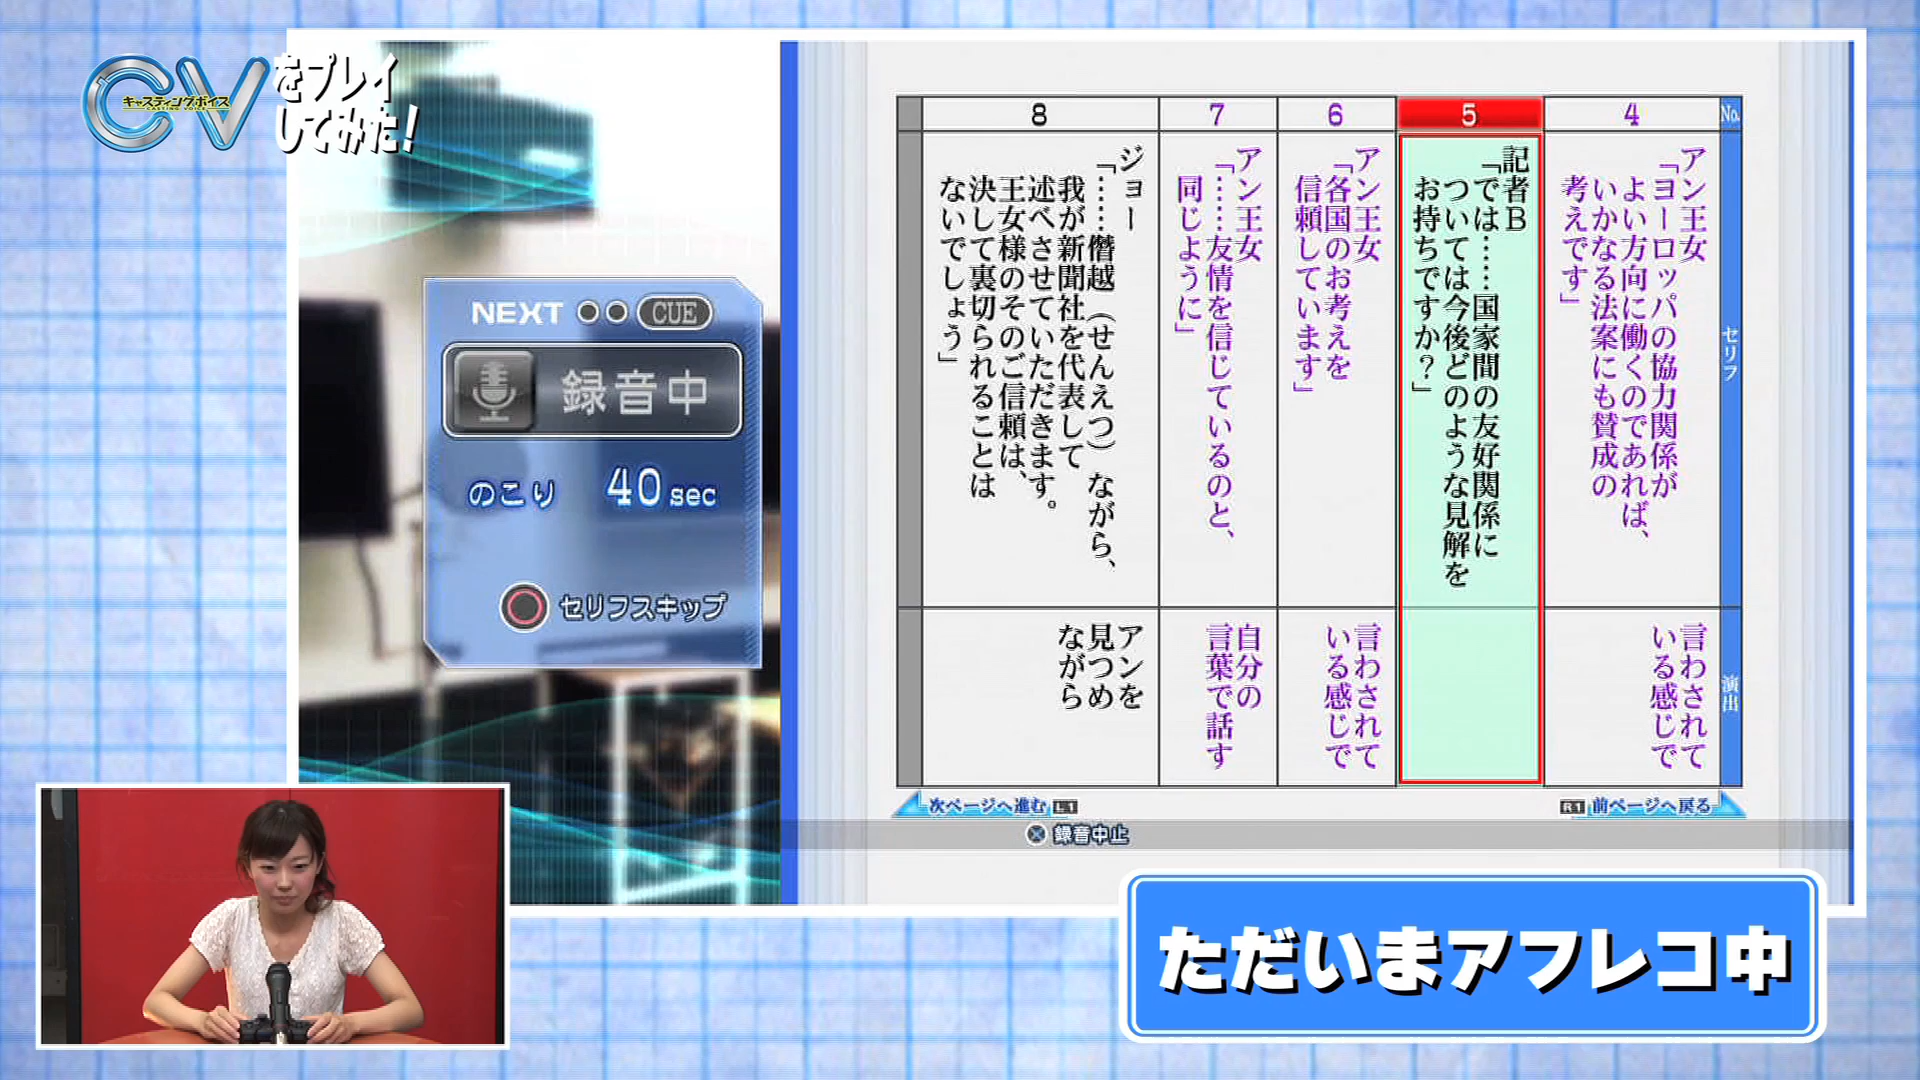 CV
キャスティングボイス
CASTING VOICE
をプレイ
してみた!
NEXT
CUE
録音中
のこり 40 sec
セリフスキップ
No.
セリフ
演出
4
アン王女
「ヨーロッパの協力関係が
よい方向に働くのであれば、
いかなる法案にも賛成の
考えです」
言わされて
いる感じで
5
記者B
「では……国家間の友好関係に
ついては今後どのような見解を
お持ちですか?」
6
アン王女
「各国のお考えを
信頼しています」
言わされて
いる感じで
7
アン王女
「……友情を信じているのと、
同じように」
自分の
言葉で話す
8
ジョー
「……僭越(せんえつ)ながら、
我が新聞社を代表して
述べさせていただきます。
王女様のそのご信頼は、
決して裏切られることは
ないでしょう」
アンを
見つめ
ながら
次ページへ進む L1
R1 前ページへ戻る
録音中止
ただいまアフレコ中